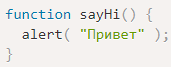 function sayHi() {
  alert( "Привет" );
}